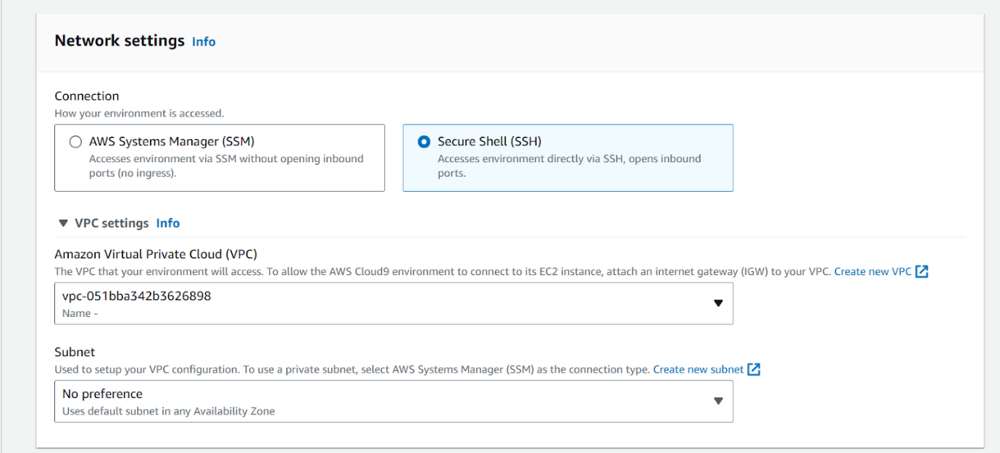 Network settings Info
Connection
How your environment is accessed.
AWS Systems Manager (SSM)
Accesses environment via SSM without opening inbound
ports (no ingress).
Secure Shell (SSH)
Accesses environment directly via SSH, opens inbound
ports.
VPC settings Info
Amazon Virtual Private Cloud (VPC)
The VPC that your environment will access. To allow the AWS Cloud9 environment to connect to its EC2 instance, attach an internet gateway (IGW) to your VPC. Create new VPC
vpc-051bba342b3626898
Name -
Subnet
Used to setup your VPC configuration. To use a private subnet, select AWS Systems Manager (SSM) as the connection type. Create new subnet
No preference
Uses default subnet in any Availability Zone